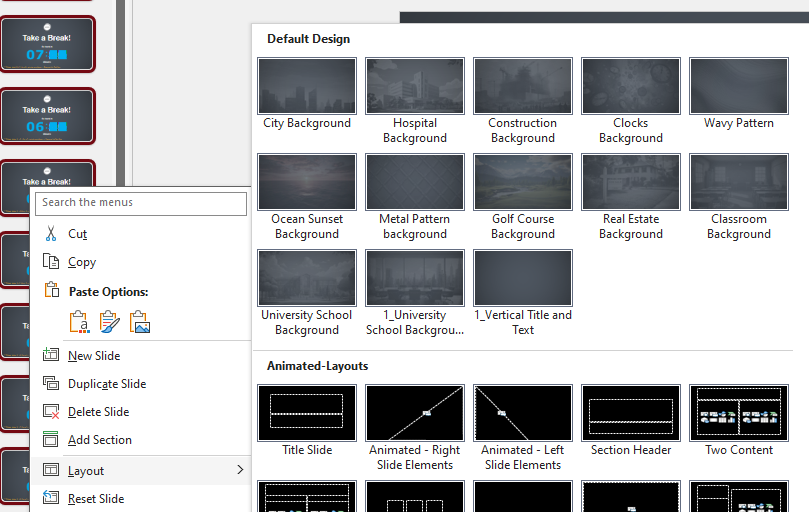 Take a Break!
07:
Take a Break!
06:
Take a Break!
Search the menus
Cut
Copy
Paste Options:
New Slide
Duplicate Slide
Delete Slide
Add Section
Layout
Reset Slide
Default Design
City Background
Hospital
Background
Construction
Background
Clocks
Background
Wavy Pattern
Ocean Sunset
Background
Metal Pattern
background
Golf Course
Background
Real Estate
Background
Classroom
Background
University School
Background
1_University
School Backgrou...
1_Vertical Title and
Text
Animated-Layouts
Title Slide
Animated - Right
Slide Elements
Animated - Left
Slide Elements
Section Header
Two Content